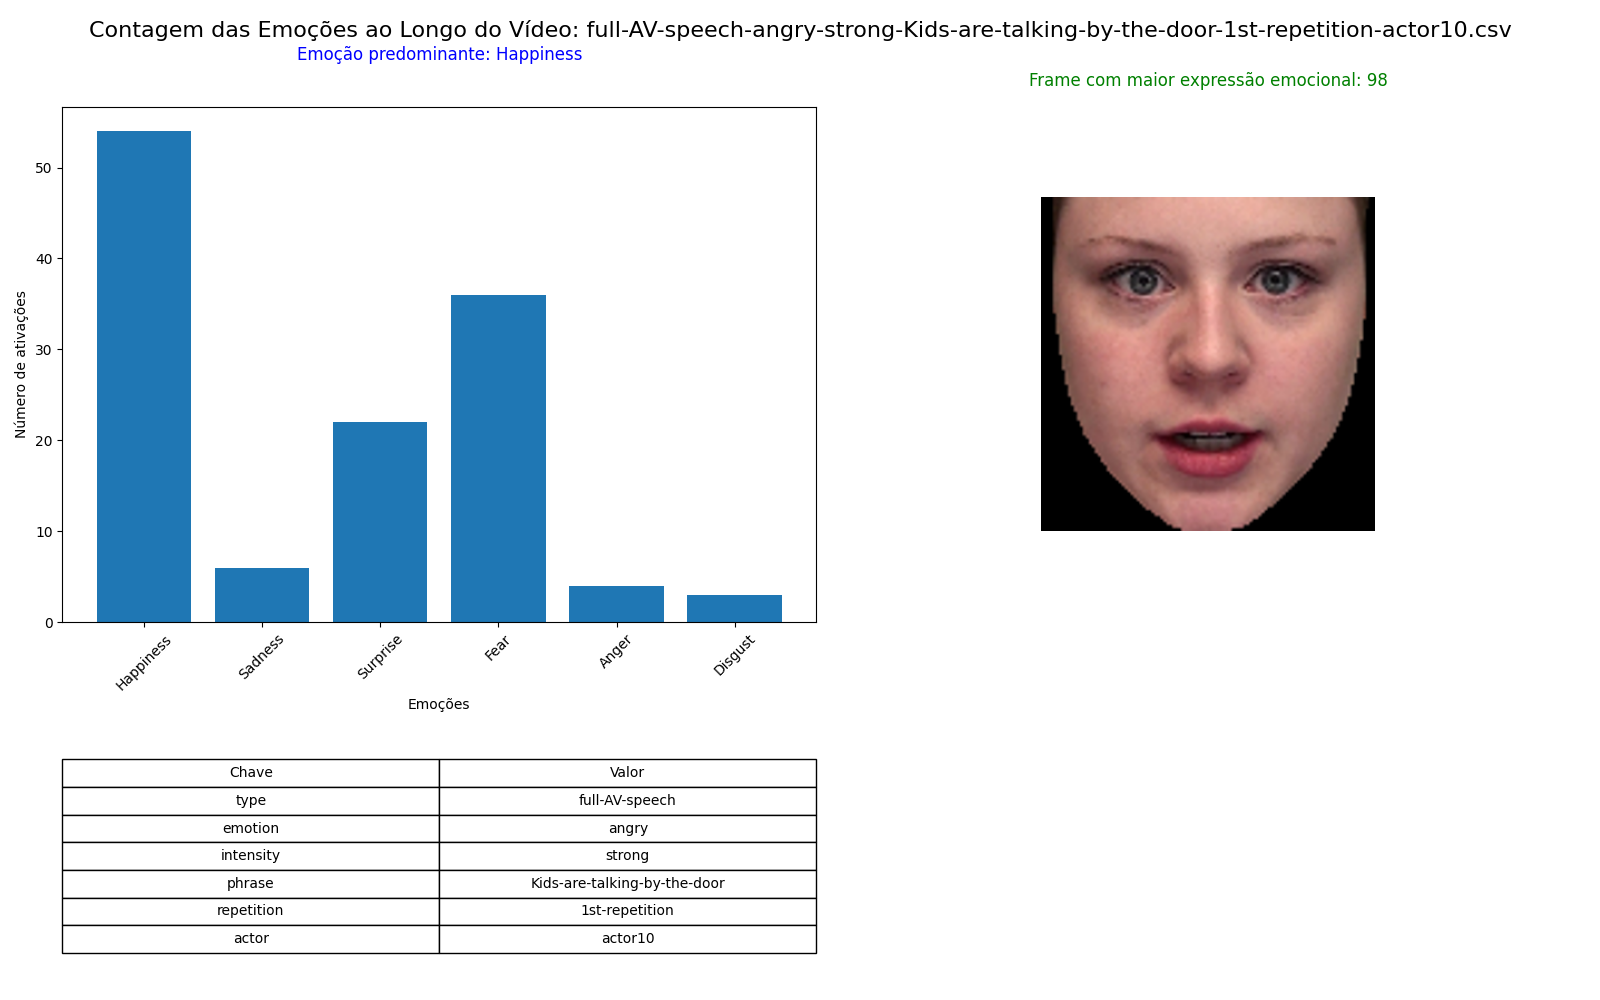 Contagem das Emoções ao Longo do Vídeo: full-AV-speech-angry-strong-Kids-are-talking-by-the-door-1st-repetition-actor10.csv
Emoção predominante: Happiness
Frame com maior expressão emocional: 98
Número de ativações
50
40
30
20
10
0
Happiness
Sadness
Surprise
Fear
Anger
Disgust
Emoções
Chave Valor
type full-AV-speech
emotion angry
intensity strong
phrase Kids-are-talking-by-the-door
repetition 1st-repetition
actor actor10